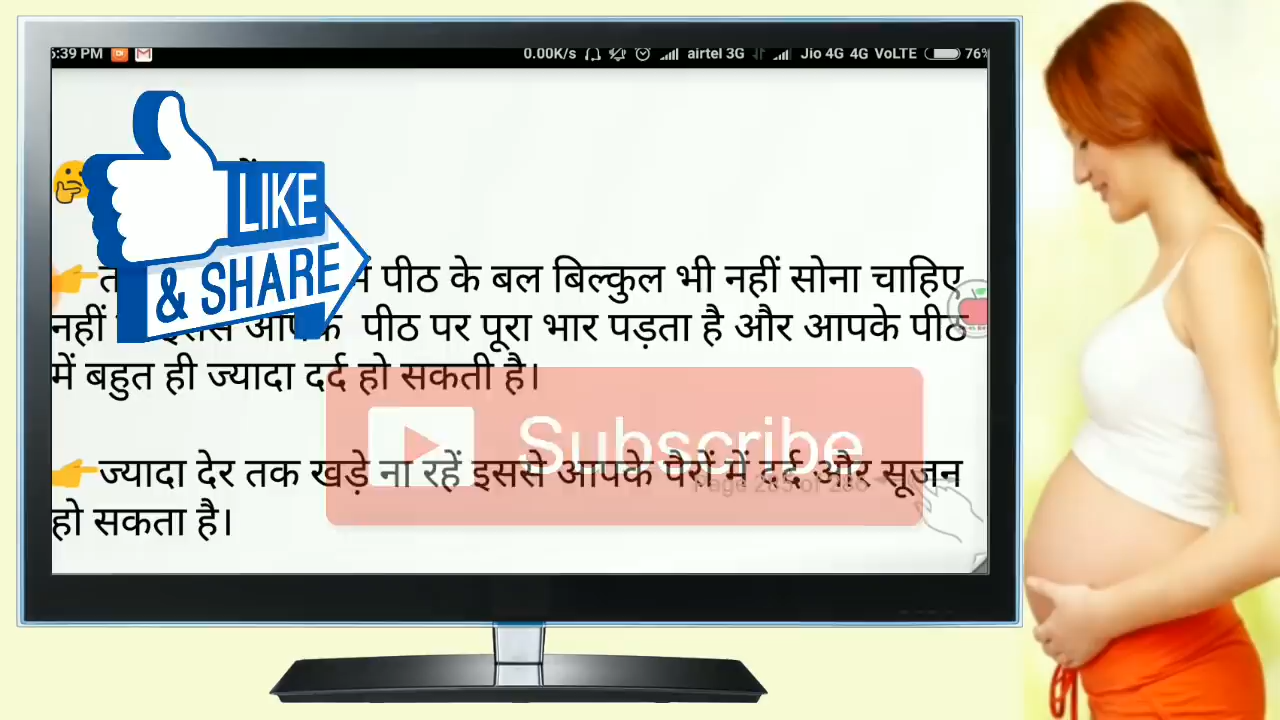 5:39 PM 0.00K/s airtel 3G Jio 4G 4G VoLTE 76%
LIKE
& SHARE
पीठ के बल बिल्कुल भी नहीं सोना चाहिए
नहीं पीठ पर पूरा भार पड़ता है और आपके पीठ
में बहुत ही ज्यादा दर्द हो सकती है।
Subscribe
👉ज्यादा देर तक खड़े ना रहें इससे आपके पैरों में दर्द और सूजन
हो सकता है।